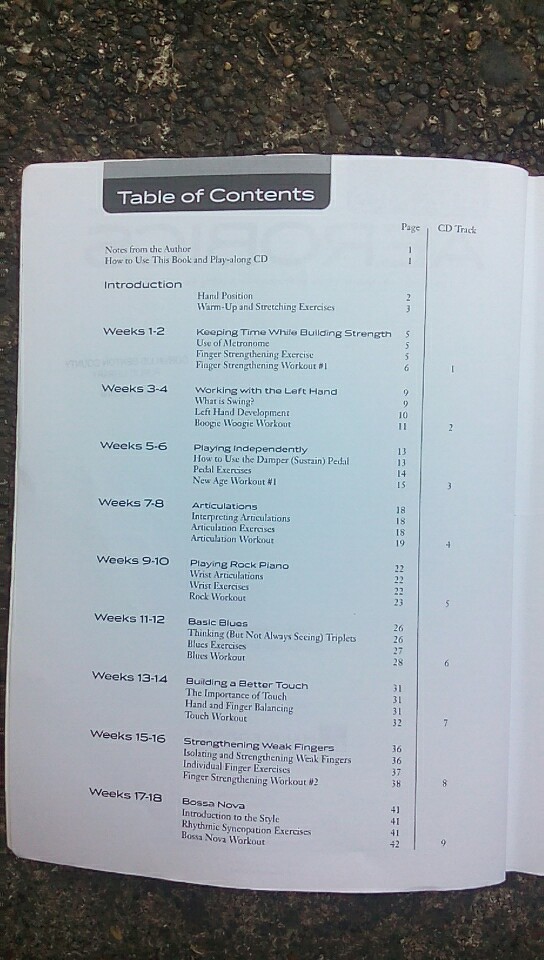 Table of Contents
Page CD Track
Notes from the Author 1
How to Use This Book and Play-along CD 1
Introduction
Hand Position 2
Warm-Up and Stretching Exercises 3
Weeks 1-2 Keeping Time While Building Strength 5
Use of Metronome 5
Finger Strengthening Exercise 5
Finger Strengthening Workout #1 6 1
Weeks 3-4 Working with the Left Hand 9
What is Swing? 9
Left Hand Development 10
Boogie Woogie Workout 11 2
Weeks 5-6 Playing Independently 13
How to Use the Damper (Sustain) Pedal 13
Pedal Exercises 14
New Age Workout #1 15 3
Weeks 7-8 Articulations 18
Interpreting Articulations 18
Articulation Exercises 18
Articulation Workout 19 4
Weeks 9-10 Playing Rock Piano 22
Wrist Articulations 22
Wrist Exercises 22
Rock Workout 23 5
Weeks 11-12 Basic Blues 26
Thinking (But Not Always Seeing) Triplets 26
Blues Exercises 27
Blues Workout 28 6
Weeks 13-14 Building a Better Touch 31
The Importance of Touch 31
Hand and Finger Balancing 31
Touch Workout 32 7
Weeks 15-16 Strengthening Weak Fingers 36
Isolating and Strengthening Weak Fingers 36
Individual Finger Exercises 37
Finger Strengthening Workout #2 38 8
Weeks 17-18 Bossa Nova 41
Introduction to the Style 41
Rhythmic Syncopation Exercises 41
Bossa Nova Workout 42 9